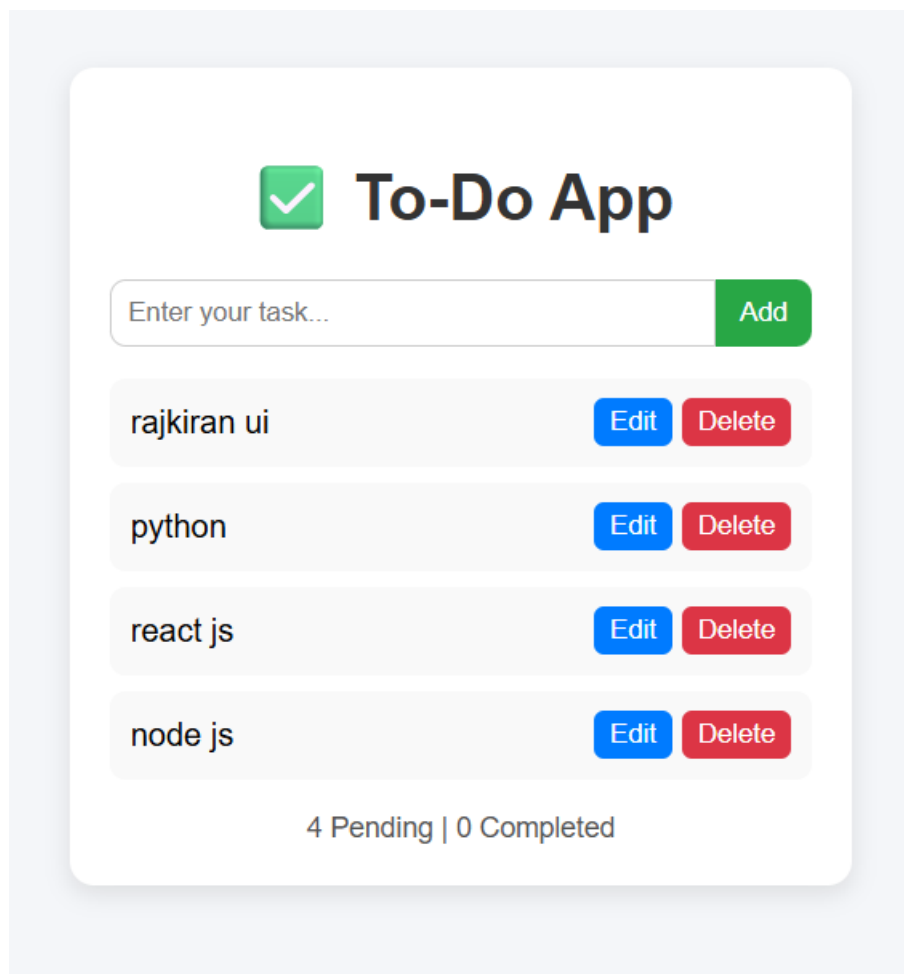 ✅ To-Do App
Enter your task... Add
rajkiran ui Edit Delete
python Edit Delete
react js Edit Delete
node js Edit Delete
4 Pending | 0 Completed